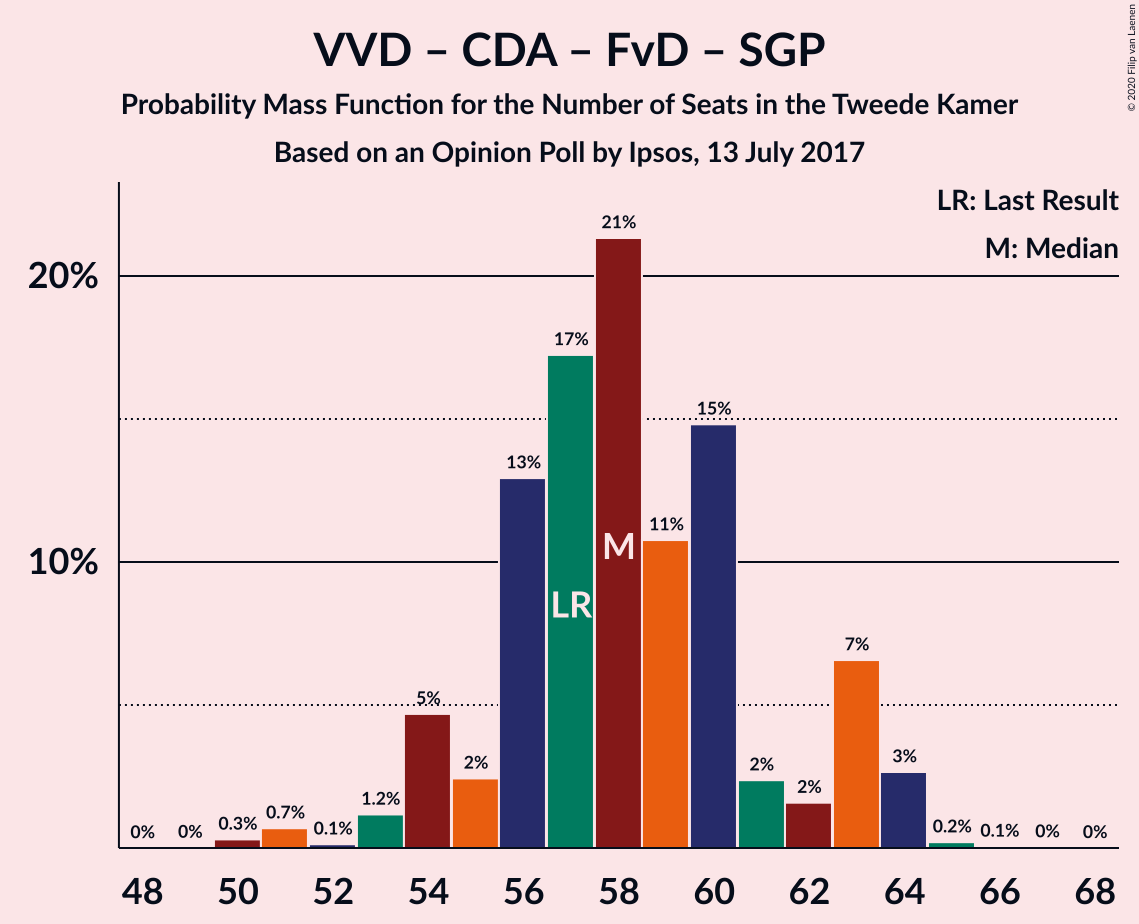 VVD – CDA – FvD – SGP
Probability Mass Function for the Number of Seats in the Tweede Kamer
Based on an Opinion Poll by Ipsos, 13 July 2017
© 2020 Filip van Laenen
LR: Last Result
M: Median
20%
10%
0%
0%
0.3%
0.7%
0.1%
1.2%
5%
2%
13%
17%
21%
11%
15%
2%
2%
7%
3%
0.2%
0.1%
0%
0%
LR
M
48 50 52 54 56 58 60 62 64 66 68